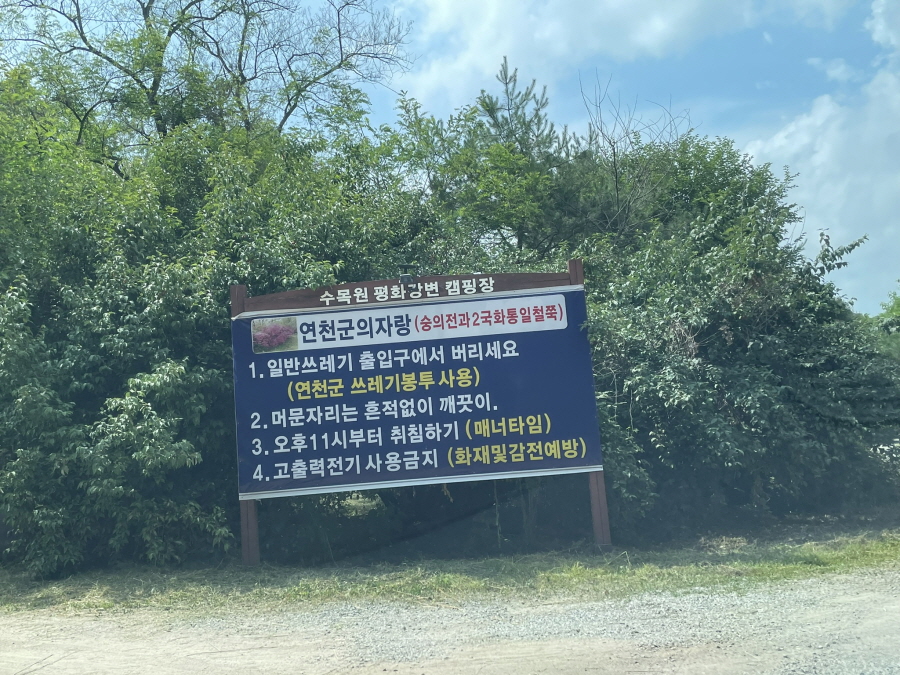 수목원 평화강변 캠핑장
연천군의자랑 (숭의전과2국화통일철쭉)
1. 일반쓰레기 출입구에서 버리세요
(연천군 쓰레기봉투 사용)
2. 머문자리는 흔적없이 깨끗이.
3. 오후11시부터 취침하기 (매너타임)
4. 고출력전기 사용금지 (화재및감전예방)